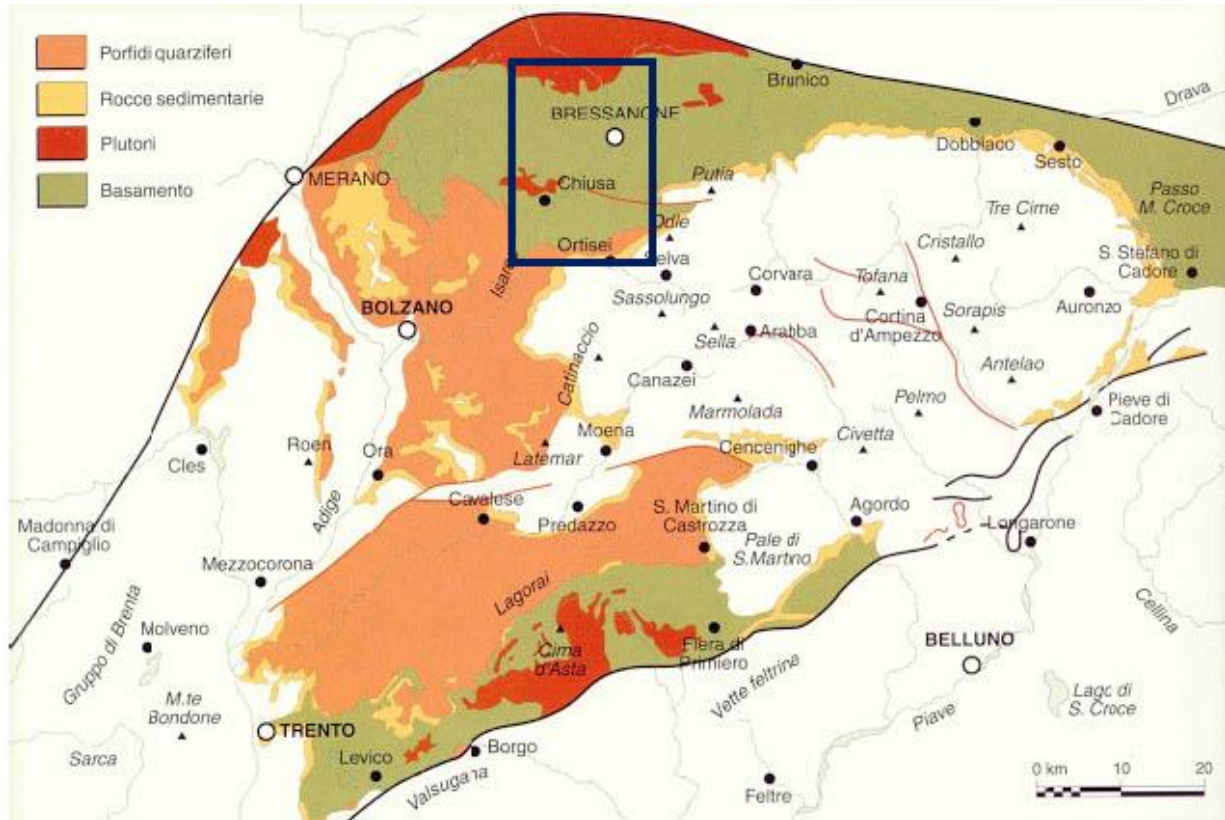 Porfidi quarziferi
Rocce sedimentarie
Plutoni
Basamento
Brunico
Drava
BRESSANONE
Dobbiaco
Sesto
MERANO
Chiusa
Putia
Passo
M. Croce
Tre Cime
Odle
Cristallo
Ortisei
Selva
S. Stefano di
Cadore
Isarco
Corvara
Tofana
BOLZANO
Sassolungo
Cortina
d'Ampezzo
Sorapis
Auronzo
Sella
Arabba
Catinaccio
Canazei
Antelao
Marmolada
Pelmo
Pieve di
Cadore
Moena
Civetta
Roen
Ora
Latemar
Cencenighe
Cles
Cavalese
Adige
Predazzo
S. Martino di
Castrozza
Agordo
Madonna di
Campiglio
Longarone
Pale di
S. Martino
Mezzocorona
Lagorai
Cellina
Gruppo di Brenta
Molveno
Cima
d'Asta
Fiera di
Primiero
BELLUNO
Vette feltrine
M.te
Bondone
Lago di
S. Croce
TRENTO
Piave
Sarca
Levico
Borgo
Valsugana
Feltre
0 km 10 20